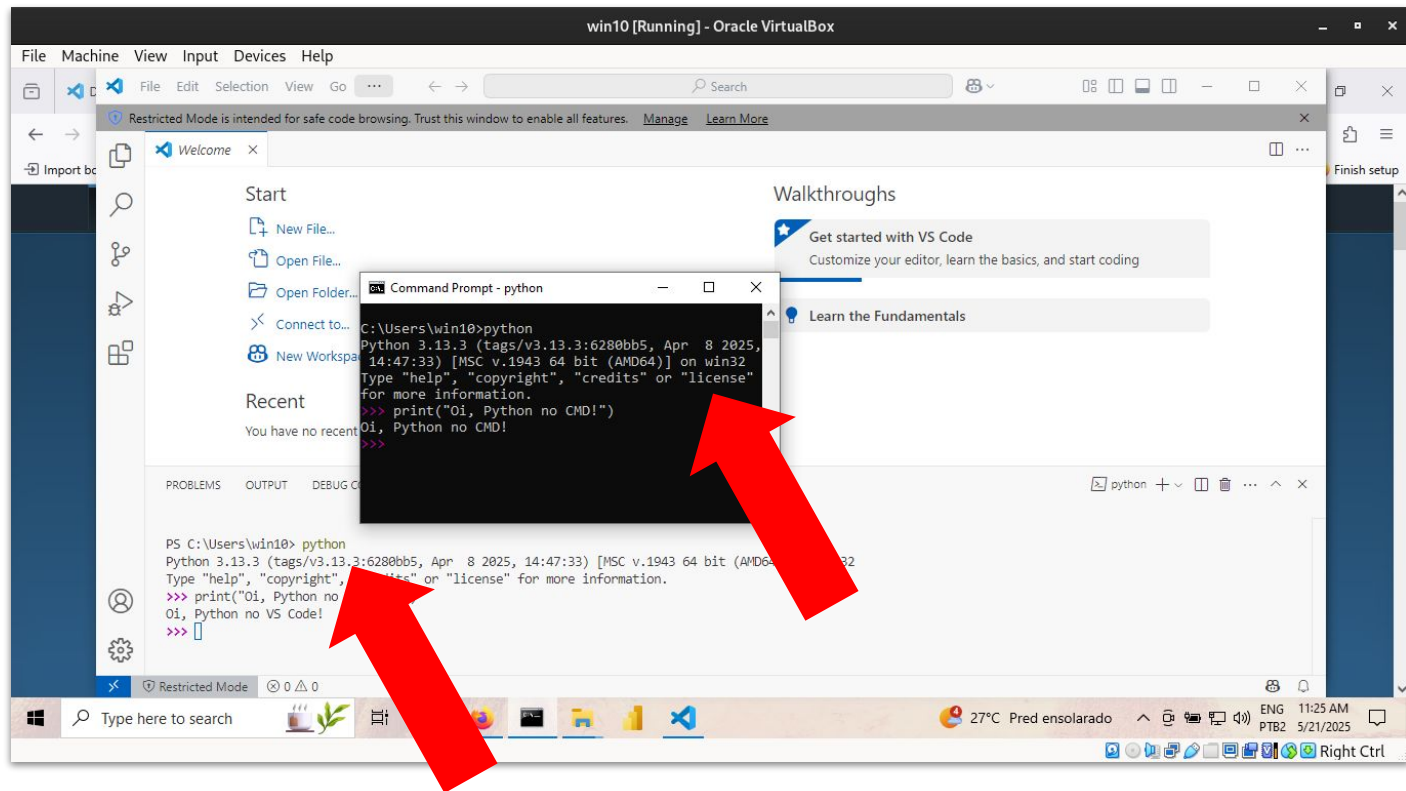 win10 [Running] - Oracle VirtualBox
File Machine View Input Devices Help
File Edit Selection View Go ... Search
Restricted Mode is intended for safe code browsing. Trust this window to enable all features. Manage Learn More
Welcome
Import
Finish setup
Start
New File...
Open File...
Open Folder...
Connect to...
New
Recent
You have no recent
Walkthroughs
Get started with VS Code
Customize your editor, learn the basics, and start coding
Learn the Fundamentals
Command Prompt - python
C:\Users\win10>python
Python 3.13.3 (tags/v3.13.3:6280bb5, Apr 8 2025,
14:47:33) [MSC v.1943 64 bit (AMD64)] on win32
Type "help", "copyright", "credits" or "license"
for more information.
>>> print("Oi, Python no CMD!")
Oi, Python no CMD!
>>>
PROBLEMS OUTPUT DEBUG python
PS C:\Users\win10> python
Python 3.13.3 (tags/v3.13.3:6280bb5, Apr 8 2025, 14:47:33) [MSC v.1943 64 bit
Type "help", "copyright", or "license" for more information.
>>> print("Oi, Python no
Oi, Python no VS Code!
>>>
Restricted Mode 0 0
Type here to search
27°C Pred ensolarado
ENG 11:25 AM
PTB2 5/21/2025
Right Ctrl